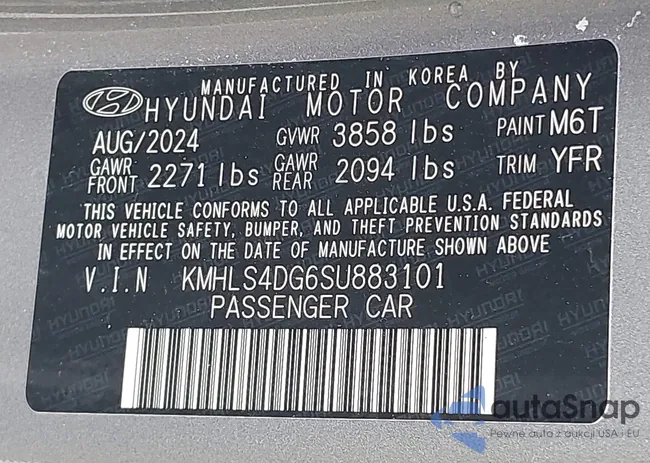 MANUFACTURED IN KOREA BY
HYUNDAI MOTOR COMPANY
AUG/2024 GVWR 3858 lbs PAINT M6T
GAWR FRONT 2271 lbs GAWR REAR 2094 lbs TRIM YFR
THIS VEHICLE CONFORMS TO ALL APPLICABLE U.S.A. FEDERAL
MOTOR VEHICLE SAFETY, BUMPER, AND THEFT PREVENTION STANDARDS
IN EFFECT ON THE DATE OF MANUFACTURE SHOWN ABOVE
V.I.N KMHLS4DG6SU883101
PASSENGER CAR
autoSnap
Pewne auta z aukcji USA i EU